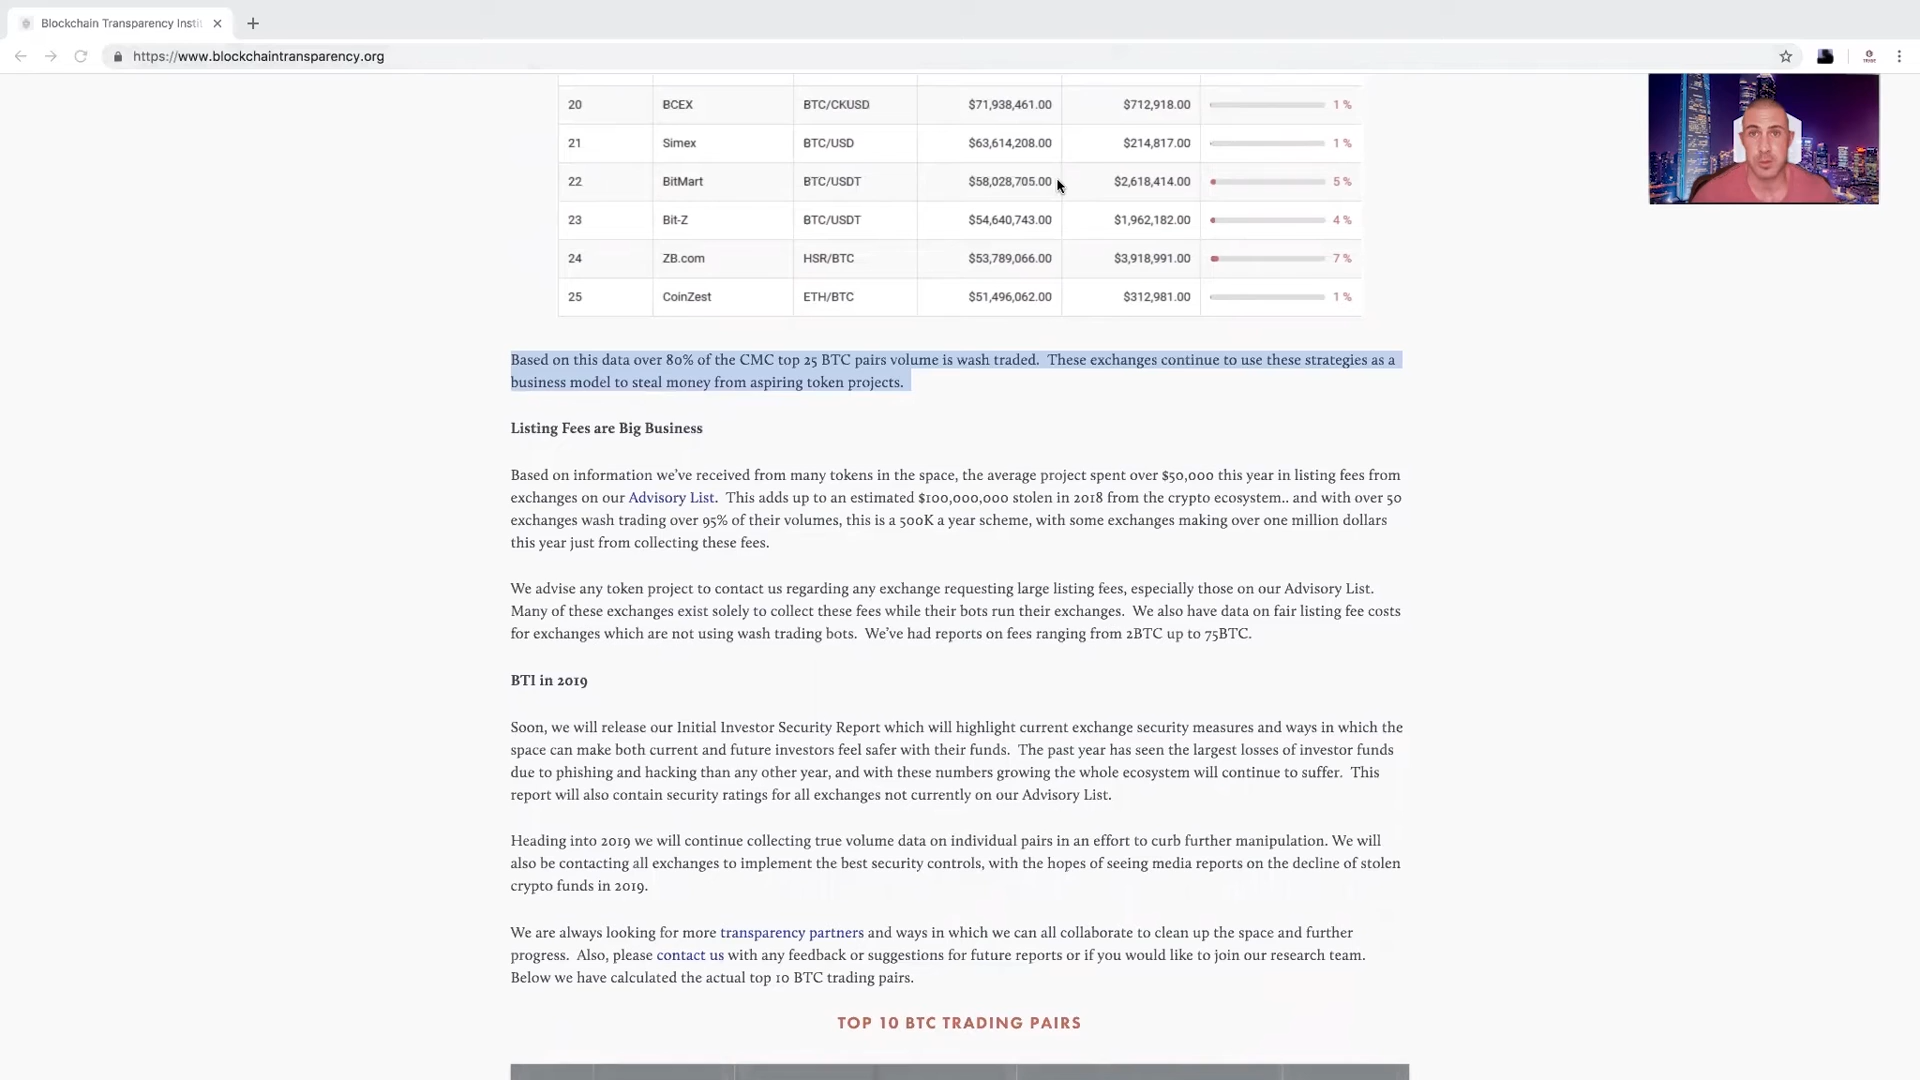 Blockchain Transparency Insti
https://www.blockchaintransparency.org
20 BCEX BTC/CKUSD $71,938,461.00 $712,918.00 1 %
21 Simex BTC/USD $63,614,208.00 $214,817.00 1 %
22 BitMart BTC/USDT $58,028,705.00 $2,618,414.00 5 %
23 Bit-Z BTC/USDT $54,640,743.00 $1,962,182.00 4 %
24 ZB.com HSR/BTC $53,789,066.00 $3,918,991.00 7 %
25 CoinZest ETH/BTC $51,496,062.00 $312,981.00 1 %
Based on this data over 80% of the CMC top 25 BTC pairs volume is wash traded.  These exchanges continue to use these strategies as a
business model to steal money from aspiring token projects.
Listing Fees are Big Business
Based on information we've received from many tokens in the space, the average project spent over $50,000 this year in listing fees from
exchanges on our Advisory List.  This adds up to an estimated $100,000,000 stolen in 2018 from the crypto ecosystem.. and with over 50
exchanges wash trading over 95% of their volumes, this is a 500K a year scheme, with some exchanges making over one million dollars
this year just from collecting these fees.
We advise any token project to contact us regarding any exchange requesting large listing fees, especially those on our Advisory List.
Many of these exchanges exist solely to collect these fees while their bots run their exchanges.  We also have data on fair listing fee costs
for exchanges which are not using wash trading bots.  We've had reports on fees ranging from 2BTC up to 75BTC.
BTI in 2019
Soon, we will release our Initial Investor Security Report which will highlight current exchange security measures and ways in which the
space can make both current and future investors feel safer with their funds.  The past year has seen the largest losses of investor funds
due to phishing and hacking than any other year, and with these numbers growing the whole ecosystem will continue to suffer.  This
report will also contain security ratings for all exchanges not currently on our Advisory List.
Heading into 2019 we will continue collecting true volume data on individual pairs in an effort to curb further manipulation. We will
also be contacting all exchanges to implement the best security controls, with the hopes of seeing media reports on the decline of stolen
crypto funds in 2019.
We are always looking for more transparency partners and ways in which we can all collaborate to clean up the space and further
progress.  Also, please contact us with any feedback or suggestions for future reports or if you would like to join our research team.
Below we have calculated the actual top 10 BTC trading pairs.
TOP 10 BTC TRADING PAIRS